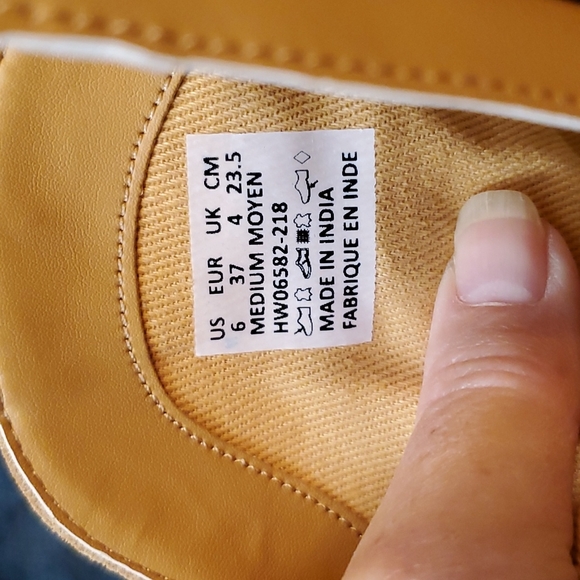 US EUR UK CM
6 37 4 23.5
MEDIUM MOYEN
HW06582-218
MADE IN INDIA
FABRIQUE EN INDE